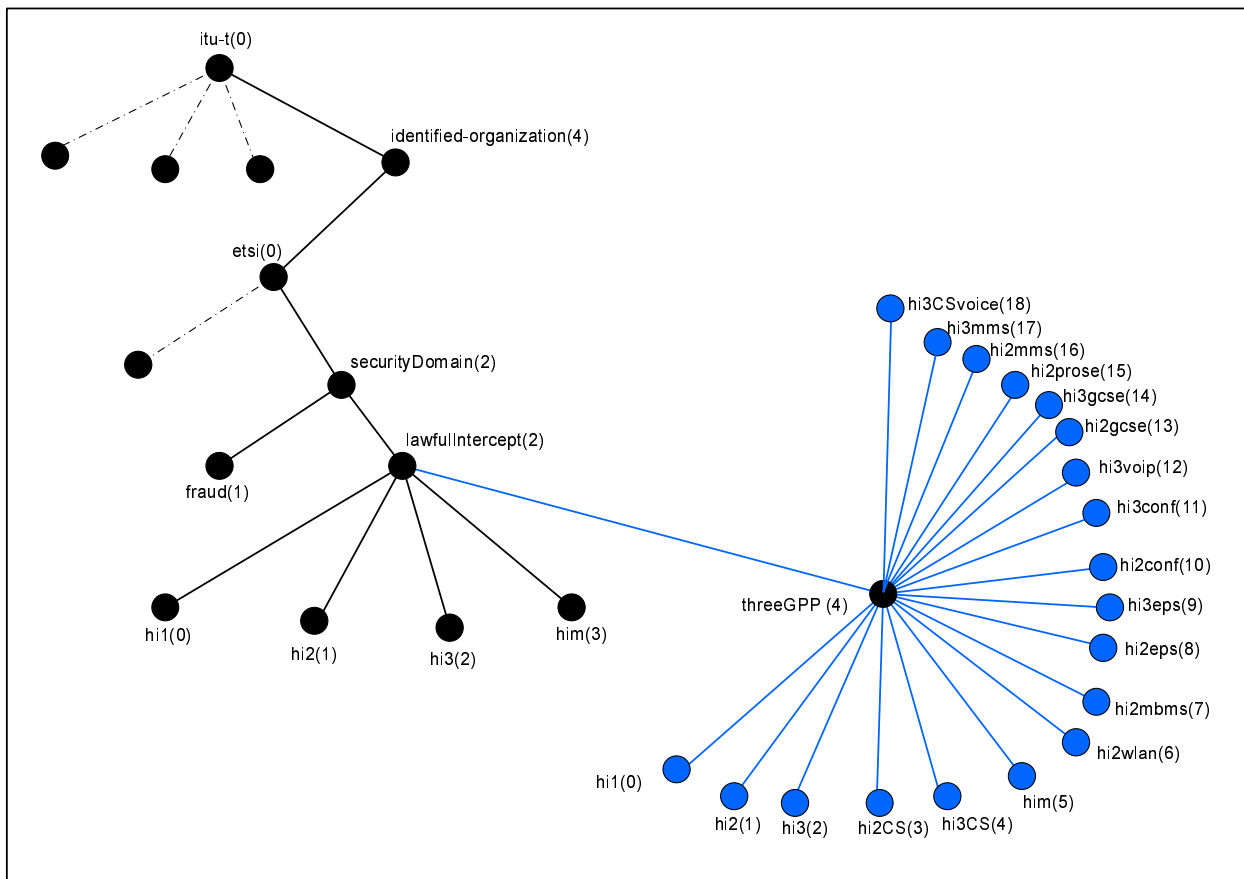 itu-t(0)
identified-organization(4)
etsi(0)
securityDomain(2)
lawfulIntercept(2)
fraud(1)
hi1(0)
hi2(1)
hi3(2)
him(3)
threeGPP (4)
hi3CSvoice(18)
hi3mms(17)
hi2mms(16)
hi2prose(15)
hi3gcse(14)
hi2gcse(13)
hi3voip(12)
hi3conf(11)
hi2conf(10)
hi3eps(9)
hi2eps(8)
hi2mbms(7)
hi2wlan(6)
him(5)
hi3CS(4)
hi2CS(3)
hi3(2)
hi2(1)
hi1(0)